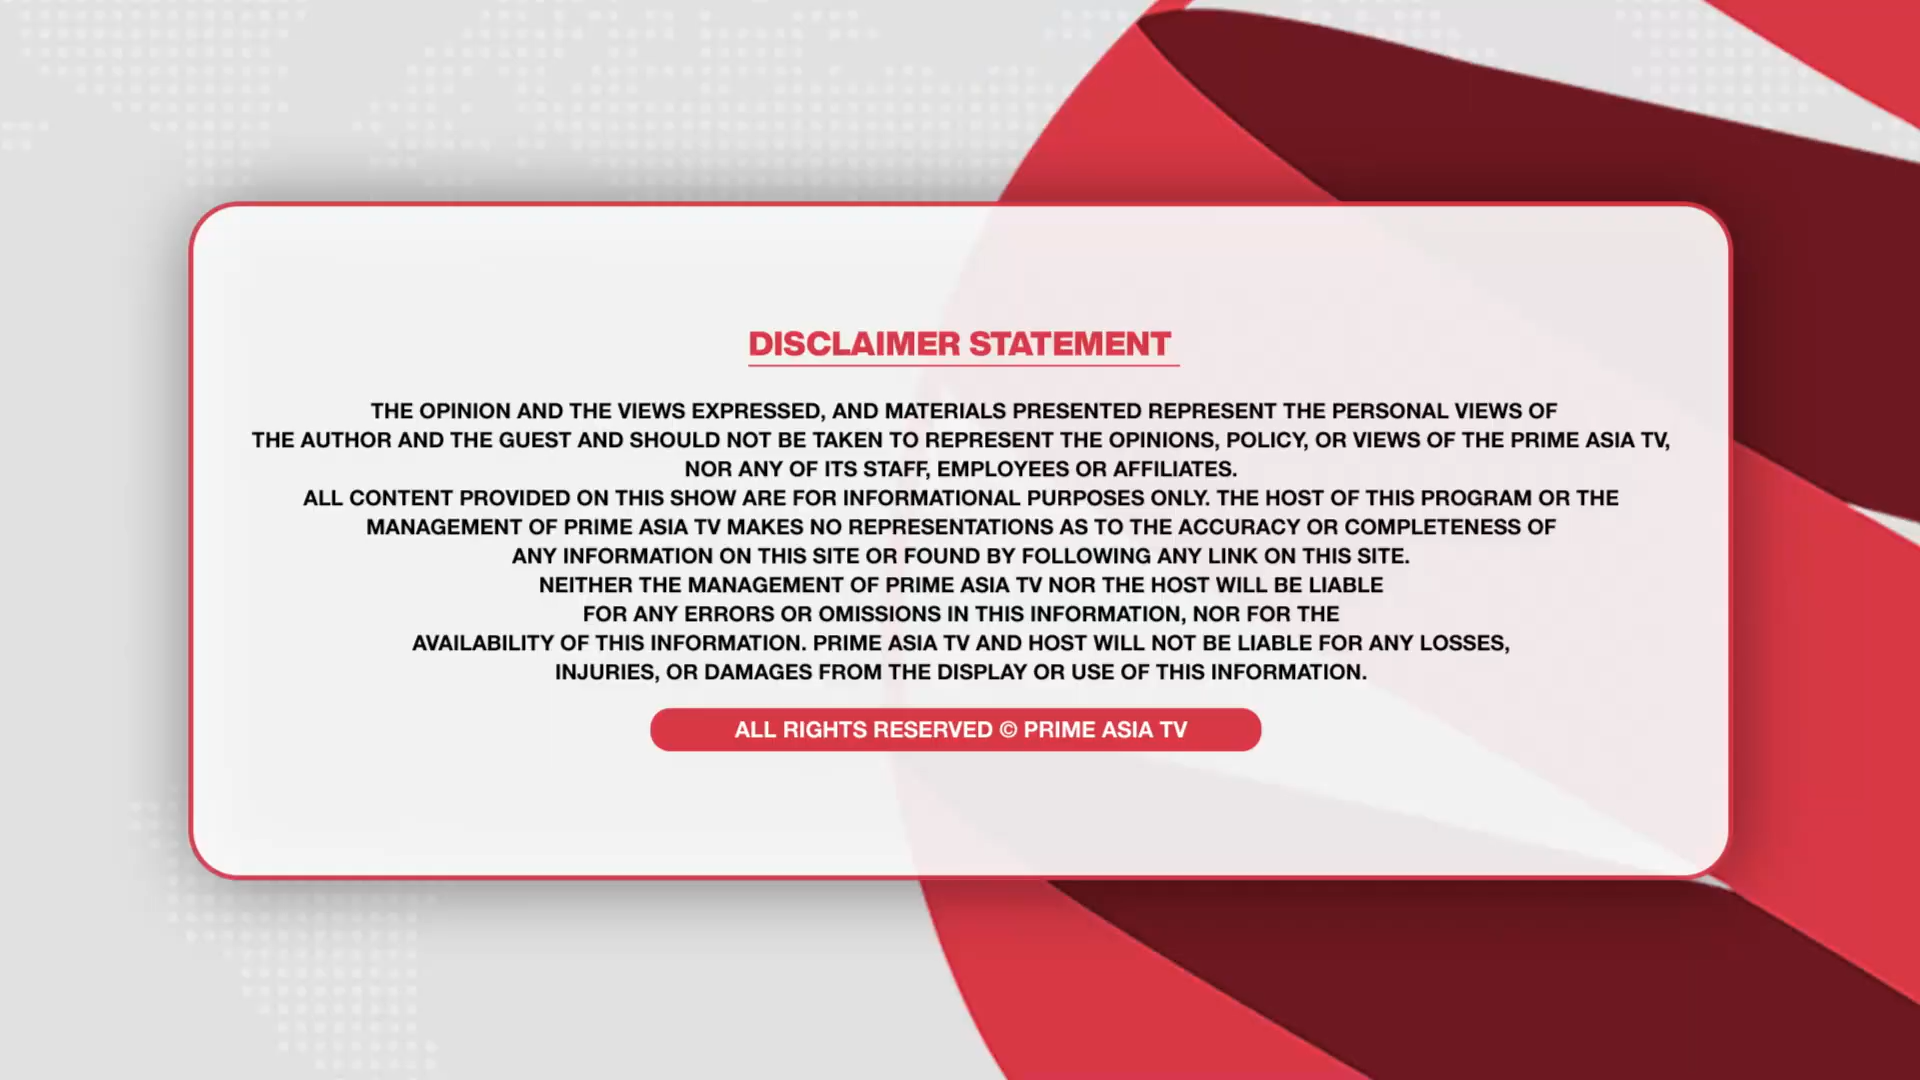 DISCLAIMER STATEMENT
THE OPINION AND THE VIEWS EXPRESSED, AND MATERIALS PRESENTED REPRESENT THE PERSONAL VIEWS OF
THE AUTHOR AND THE GUEST AND SHOULD NOT BE TAKEN TO REPRESENT THE OPINIONS, POLICY, OR VIEWS OF THE PRIME ASIA TV,
NOR ANY OF ITS STAFF, EMPLOYEES OR AFFILIATES.
ALL CONTENT PROVIDED ON THIS SHOW ARE FOR INFORMATIONAL PURPOSES ONLY. THE HOST OF THIS PROGRAM OR THE
MANAGEMENT OF PRIME ASIA TV MAKES NO REPRESENTATIONS AS TO THE ACCURACY OR COMPLETENESS OF
ANY INFORMATION ON THIS SITE OR FOUND BY FOLLOWING ANY LINK ON THIS SITE.
NEITHER THE MANAGEMENT OF PRIME ASIA TV NOR THE HOST WILL BE LIABLE
FOR ANY ERRORS OR OMISSIONS IN THIS INFORMATION, NOR FOR THE
AVAILABILITY OF THIS INFORMATION. PRIME ASIA TV AND HOST WILL NOT BE LIABLE FOR ANY LOSSES,
INJURIES, OR DAMAGES FROM THE DISPLAY OR USE OF THIS INFORMATION.
ALL RIGHTS RESERVED © PRIME ASIA TV